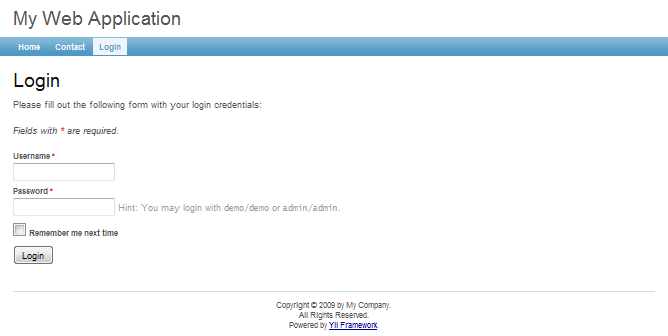 My Web Application
Home Contact Login
Login
Please fill out the following form with your login credentials:
Fields with * are required.
Username *
Password *
Hint: You may login with demo/demo or admin/admin.
Remember me next time
Login
Copyright © 2009 by My Company.
All Rights Reserved.
Powered by Yii Framework